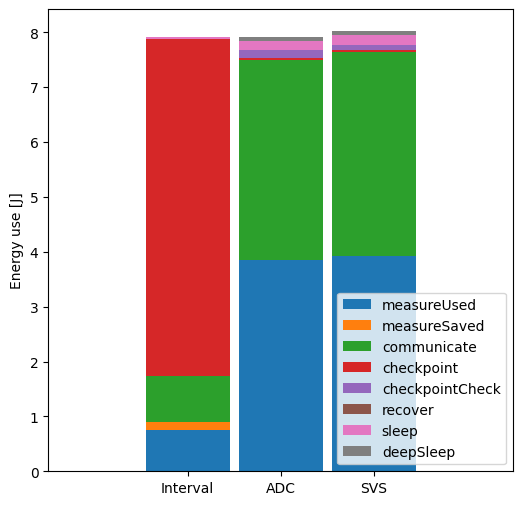 Energy use [J]
8
7
6
5
4
3
2
1
0
measureUsed
measureSaved
communicate
checkpoint
checkpointCheck
recover
sleep
deepSleep
Interval ADC SVS